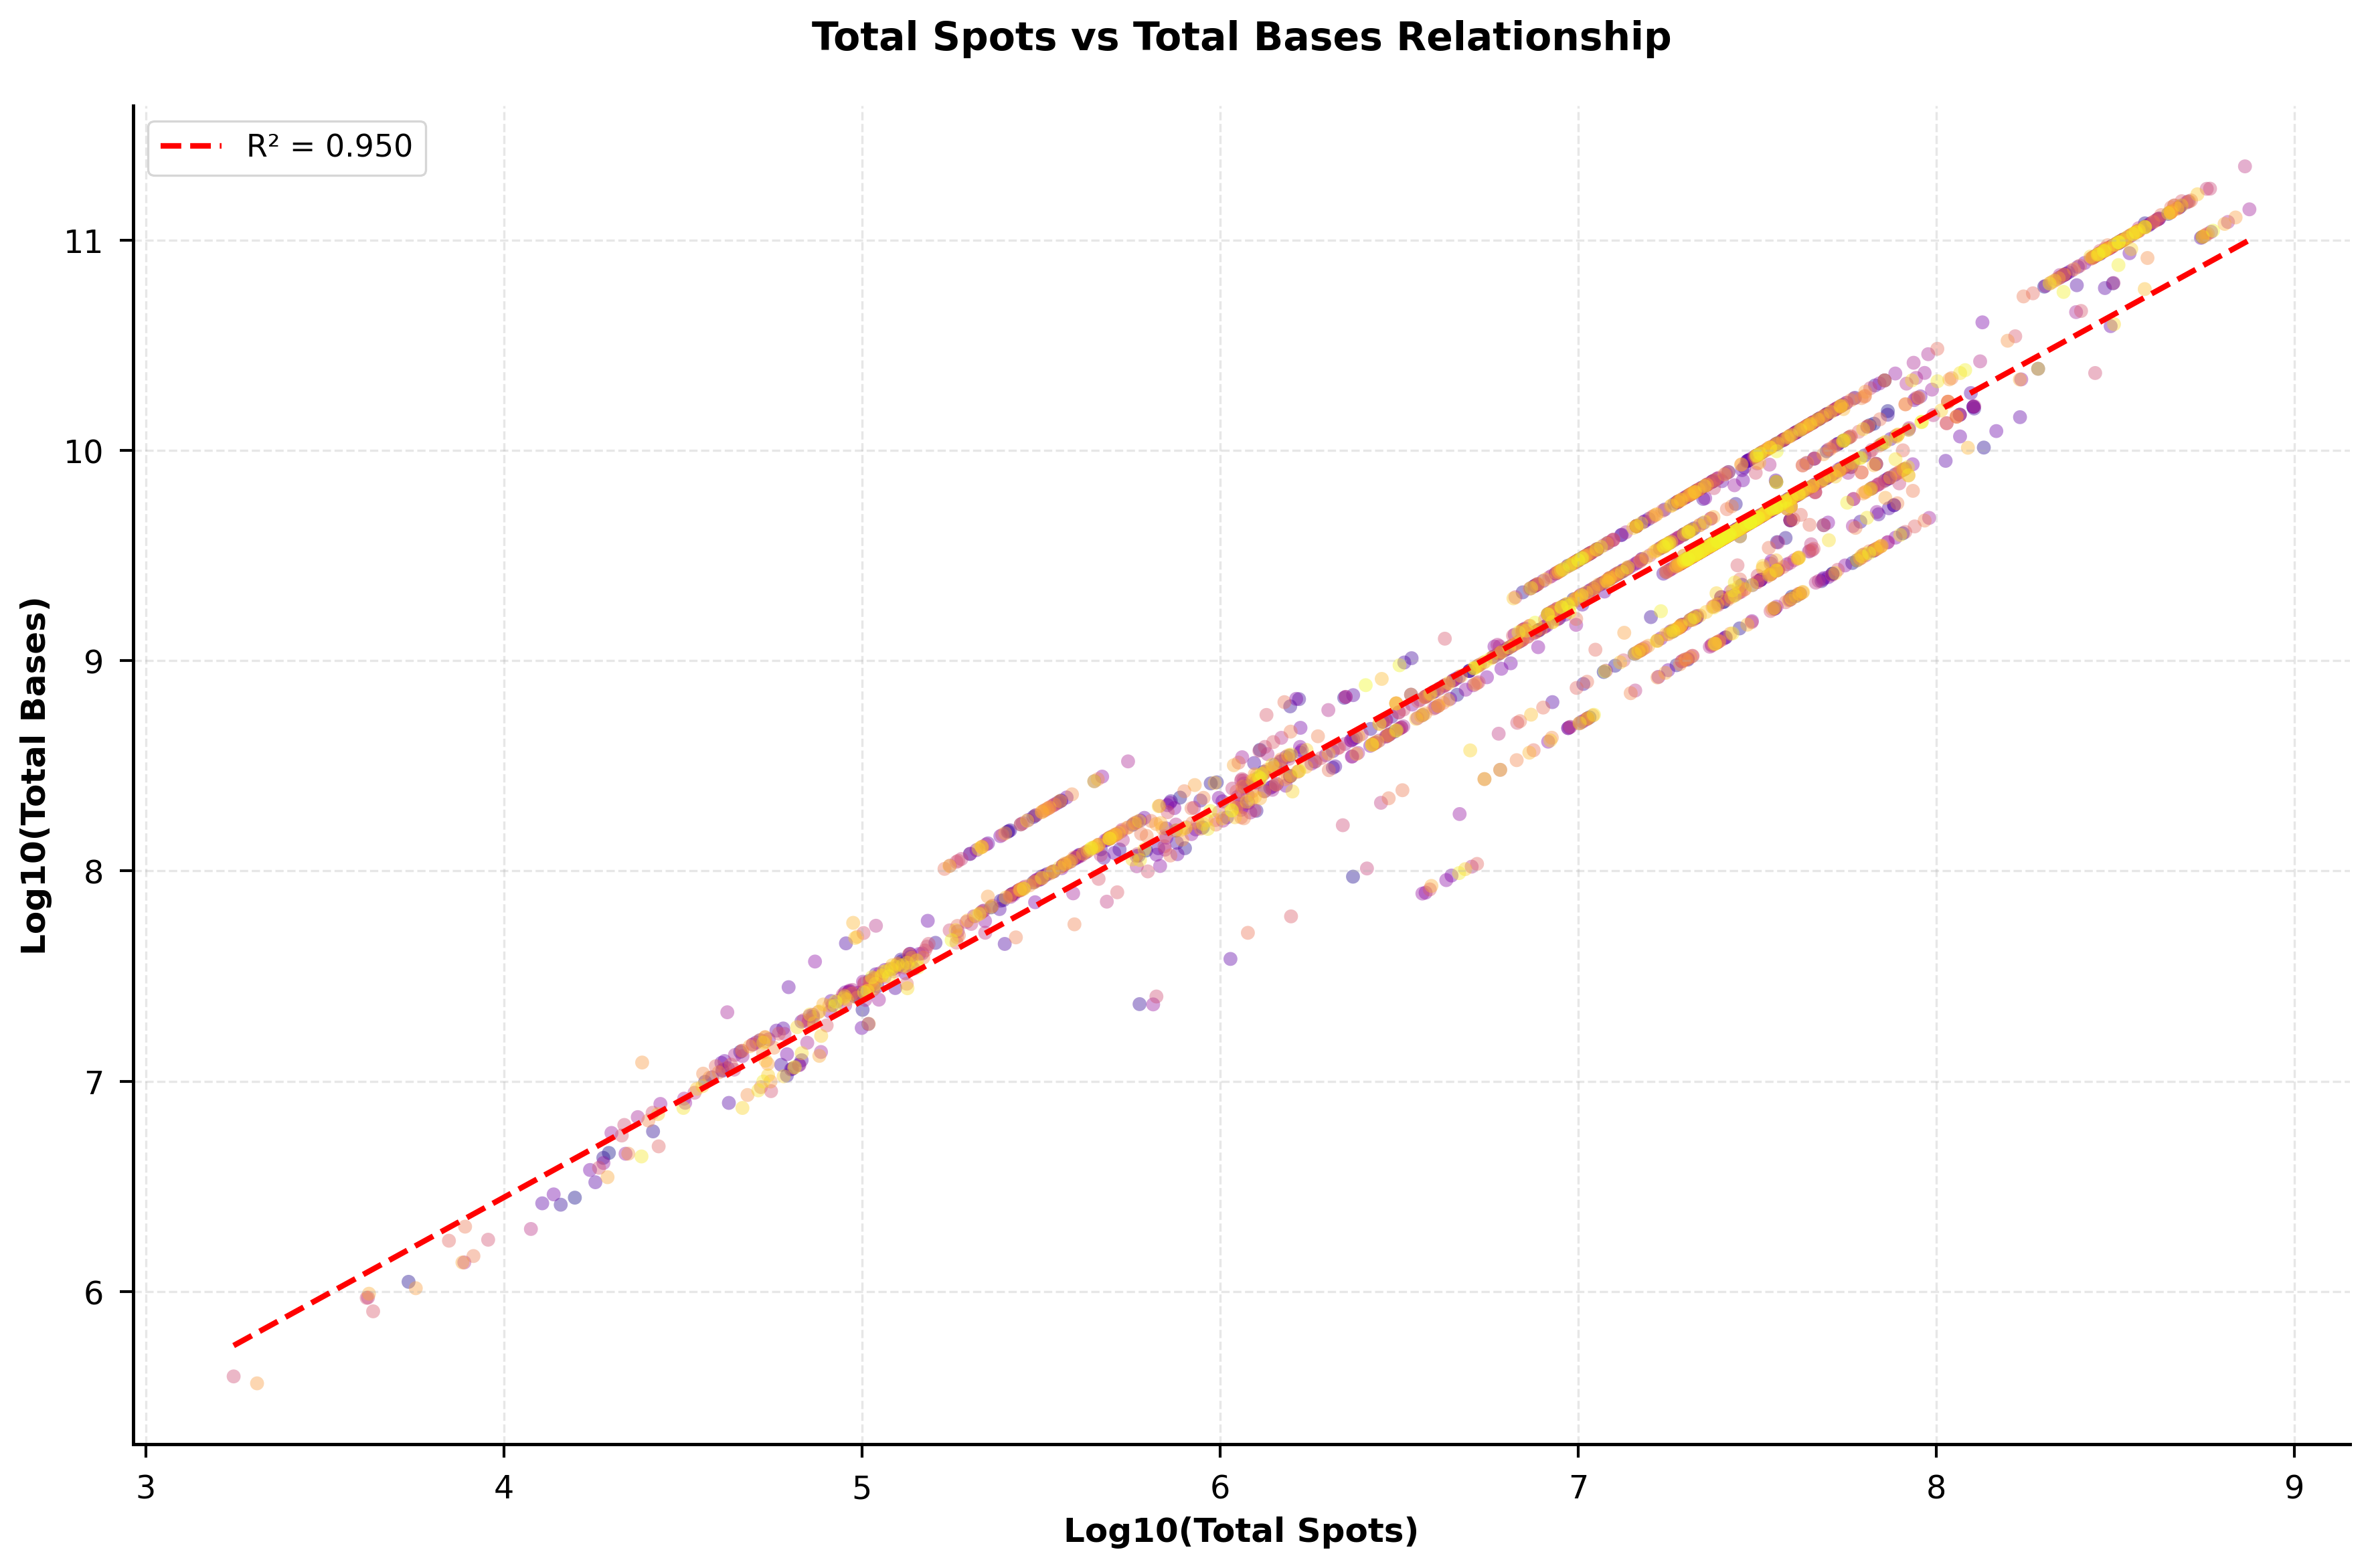 Total Spots vs Total Bases Relationship
R² = 0.950
11
10
9
8
7
6
Log10(Total Bases)
3 4 5 6 7 8 9
Log10(Total Spots)